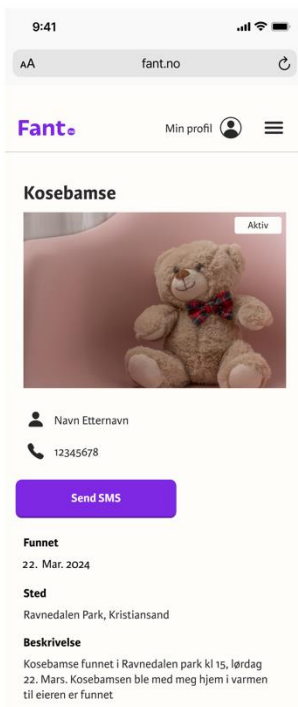 9:41
AA fant.no
Fant.no Min profil
Kosebamse
Aktiv
Navn Etternavn
12345678
Send SMS
Funnet
22. Mar. 2024
Sted
Ravnedalen Park, Kristiansand
Beskrivelse
Kosebamse funnet i Ravnedalen park kl 15, lørdag
22. Mars. Kosebamsen ble med meg hjem i varmen
til eieren er funnet